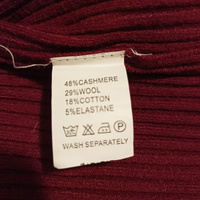 48%CASHMERE
29%WOOL
18%COTTON
5%ELASTANE
P
WASH SEPARATELY